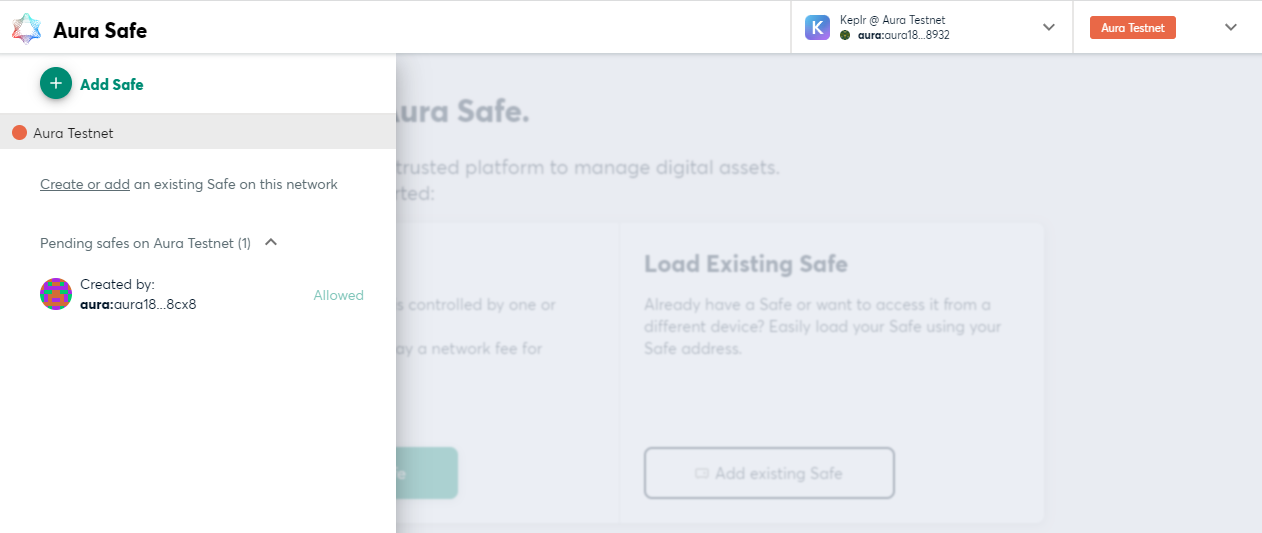 Aura Safe
K
Keplr @ Aura Testnet
aura:aura18...8932
Aura Testnet
Add Safe
Aura Testnet
Create or add an existing Safe on this network
Pending safes on Aura Testnet (1)
Created by:
aura:aura18...8cx8
Allowed
Aura Safe.
trusted platform to manage digital assets.
rted:
s controlled by one or
ay a network fee for
fe
Load Existing Safe
Already have a Safe or want to access it from a
different device? Easily load your Safe using your
Safe address.
Add existing Safe